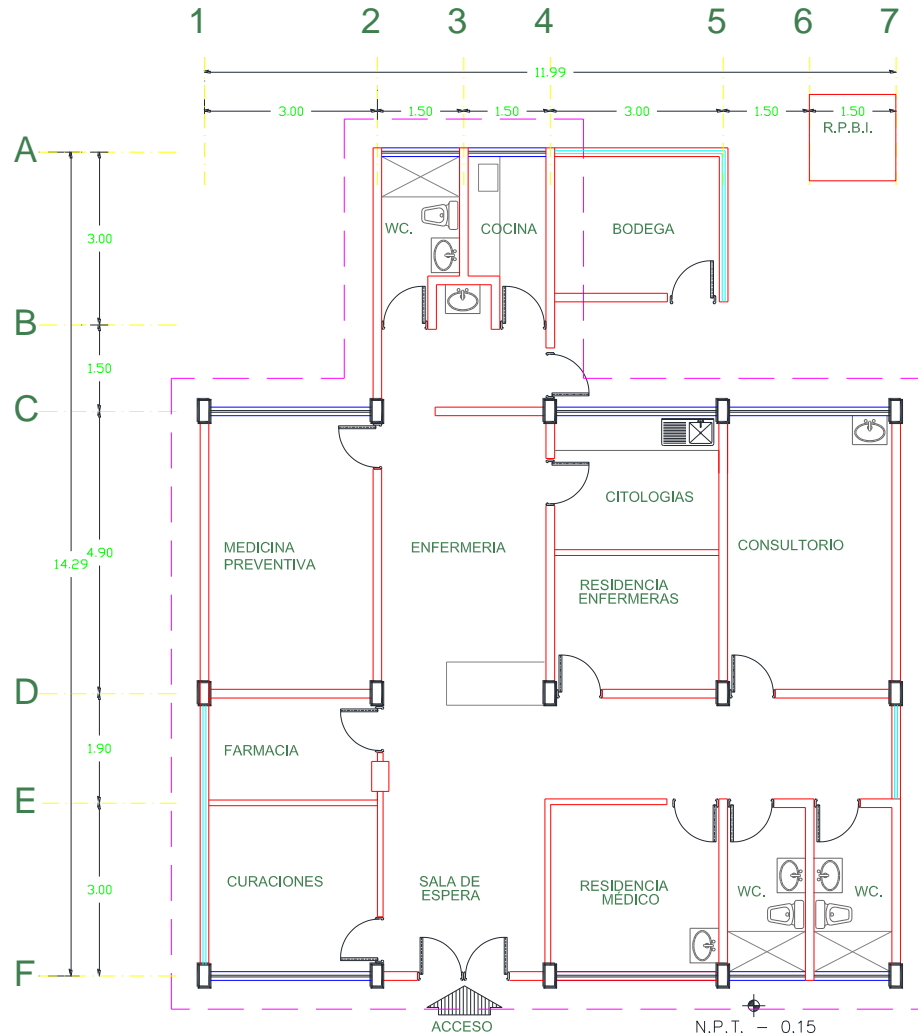 1 2 3 4 5 6 7
11.99
3.00 1.50 1.50 3.00 1.50 1.50
R.P.B.I.
A
3.00
WC. COCINA BODEGA
B
1.50
C
CITOLOGIAS
MEDICINA
PREVENTIVA
ENFERMERIA
CONSULTORIO
4.90
14.29
RESIDENCIA
ENFERMERAS
D
1.90
FARMACIA
E
3.00
CURACIONES
SALA DE
ESPERA
RESIDENCIA
MÉDICO
WC. WC.
F
ACCESO
N.P.T. - 0.15